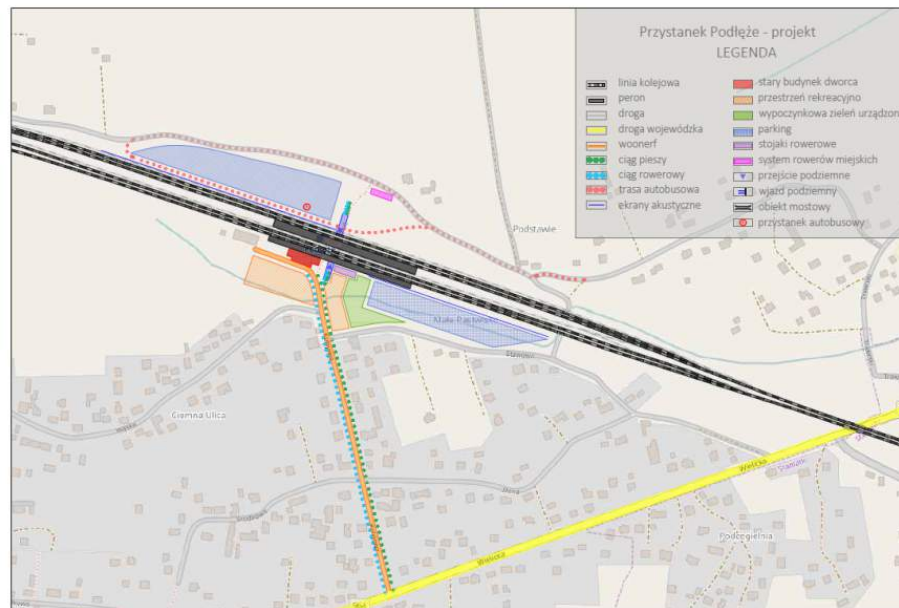 Przystanek Podłęże - projekt
LEGENDA
linia kolejowa
peron
droga
droga wojewódzka
woonerf
ciąg pieszy
ciąg rowerowy
trasa autobusowa
ekrany akustyczne
stary budynek dworca
przestrzeń rekreacyjno
wypoczynkowa zieleń urządzon
parking
stojaki rowerowe
system rowerów miejskich
przejście podziemne
wjazd podziemny
obiekt mostowy
przystanek autobusowy
Podstawie
Ciemna Ulica
Wielicka
Podzegielnia
Wielicka